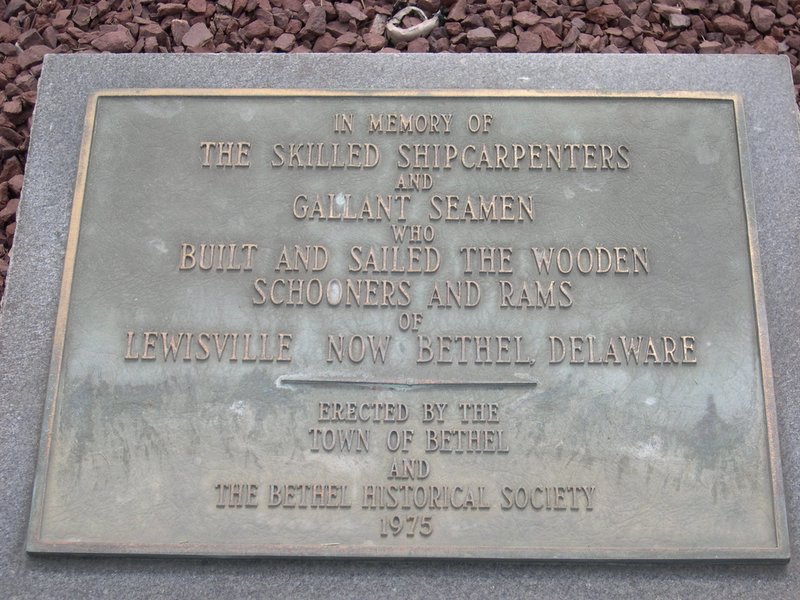 IN MEMORY OF
THE SKILLED SHIPCARPENTERS
AND
GALLANT SEAMEN
WHO
BUILT AND SAILED THE WOODEN
SCHOONERS AND RAMS
OF
LEWISVILLE NOW BETHEL, DELAWARE
ERECTED BY THE
TOWN OF BETHEL
AND
THE BETHEL HISTORICAL SOCIETY
1975